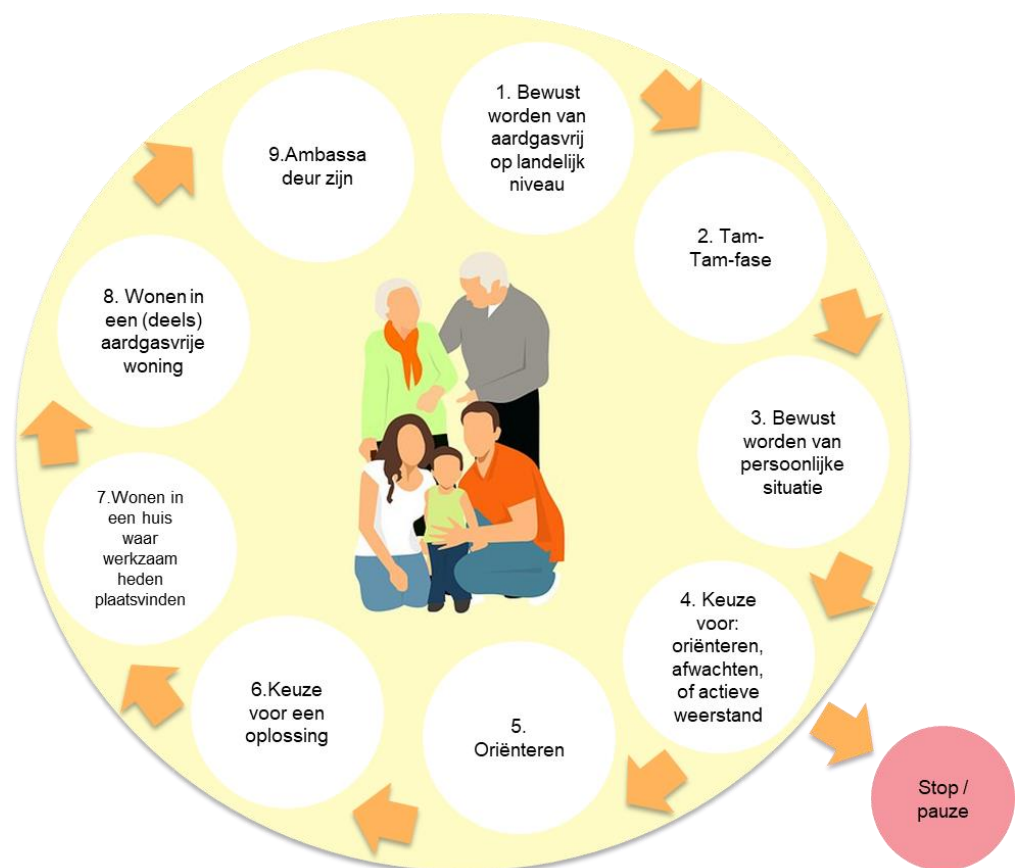 1. Bewust
worden van
aardgasvrij
op landelijk
niveau
2. Tam-
Tam-fase
3. Bewust
worden van
persoonlijke
situatie
4. Keuze
voor:
oriënteren,
afwachten,
of actieve
weerstand
Stop /
pauze
5.
Oriënteren
6.Keuze
voor een
oplossing
7.Wonen in
een huis
waar
werkzaam
heden
plaatsvinden
8. Wonen in
een (deels)
aardgasvrije
woning
9.Ambassa
deur zijn